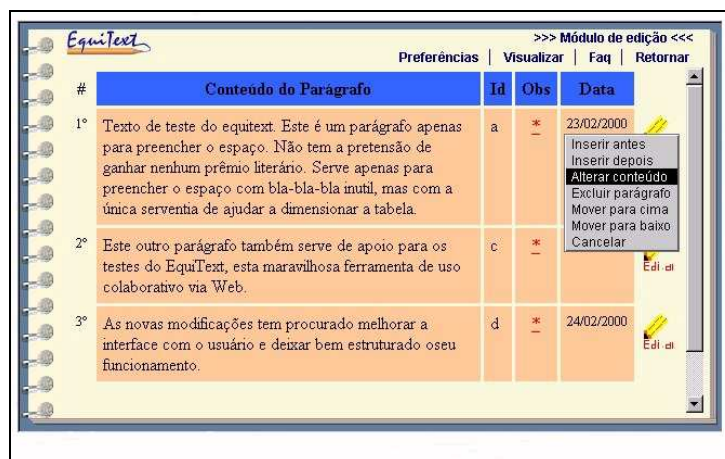 EquiText
>>> Módulo de edição <<<
Preferências | Visualizar | Faq | Retornar
# Conteúdo do Parágrafo Id Obs Data
1º Texto de teste do equitext. Este é um parágrafo apenas a * 23/02/2000
para preencher o espaço. Não tem a pretensão de
ganhar nenhum prêmio literário. Serve apenas para
preencher o espaço com bla-bla-bla inutil, mas com a
única serventia de ajudar a dimensionar a tabela.
Inserir antes
Inserir depois
Alterar conteúdo
Excluir parágrafo
Mover para cima
Mover para baixo
Cancelar
2º Este outro parágrafo também serve de apoio para os c *
testes do EquiText, esta maravilhosa ferramenta de uso
colaborativo via Web.
3º As novas modificações tem procurado melhorar a d * 24/02/2000
interface com o usuário e deixar bem estruturado oseu
funcionamento.